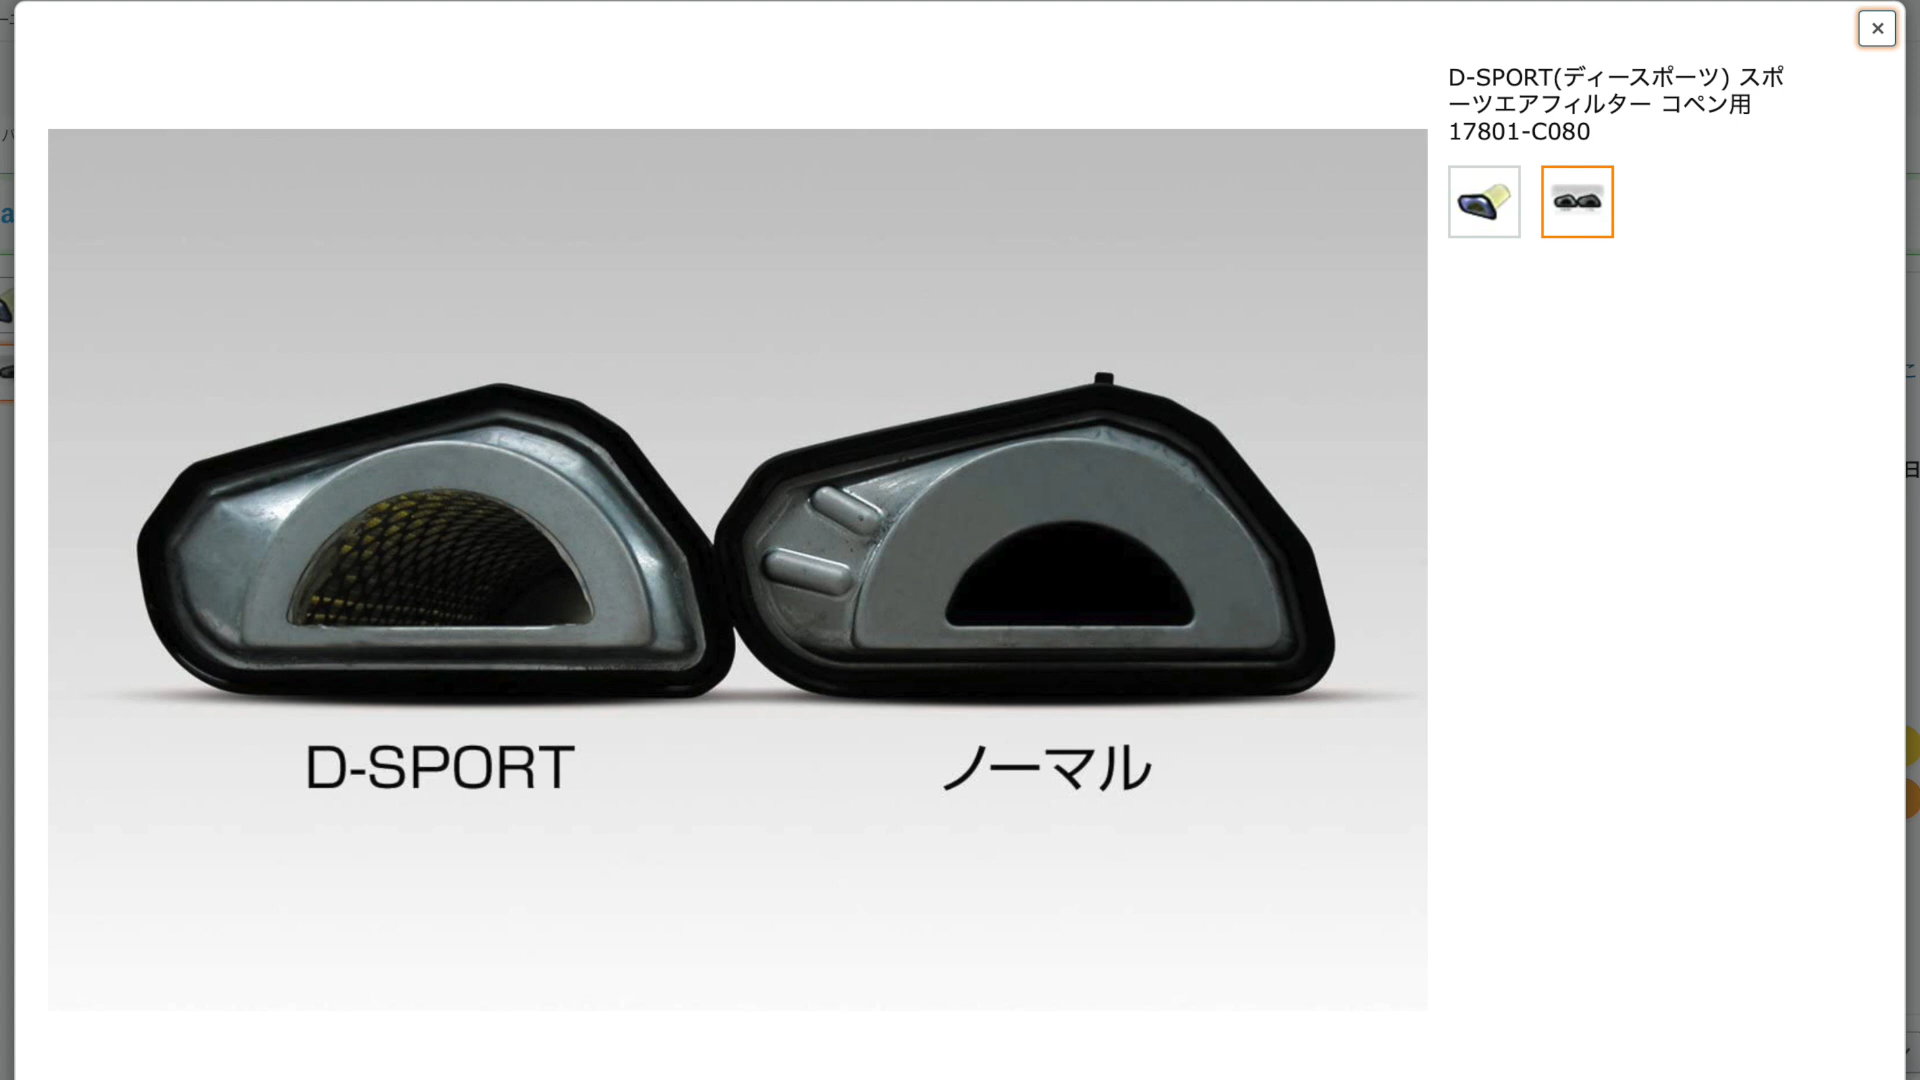 D-SPORT(ディースポーツ) スポ
ーツエアフィルター コペン用
17801-C080
D-SPORT
ノーマル